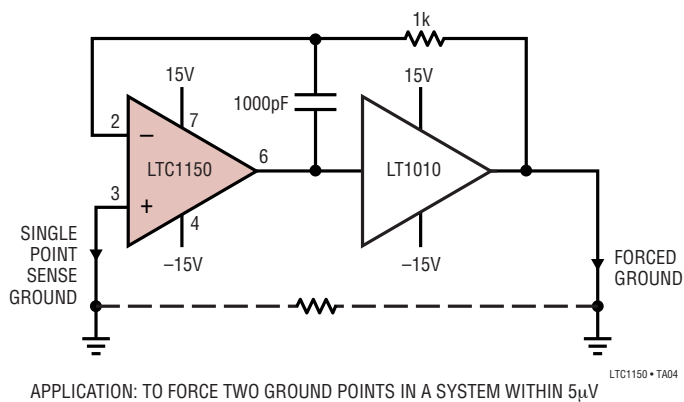 1k
15V
15V
1000pF
2
7
6
LTC1150
LT1010
3
4
–15V
–15V
SINGLE
POINT
SENSE
GROUND
FORCED
GROUND
LTC1150 • TA04
APPLICATION: TO FORCE TWO GROUND POINTS IN A SYSTEM WITHIN 5μV